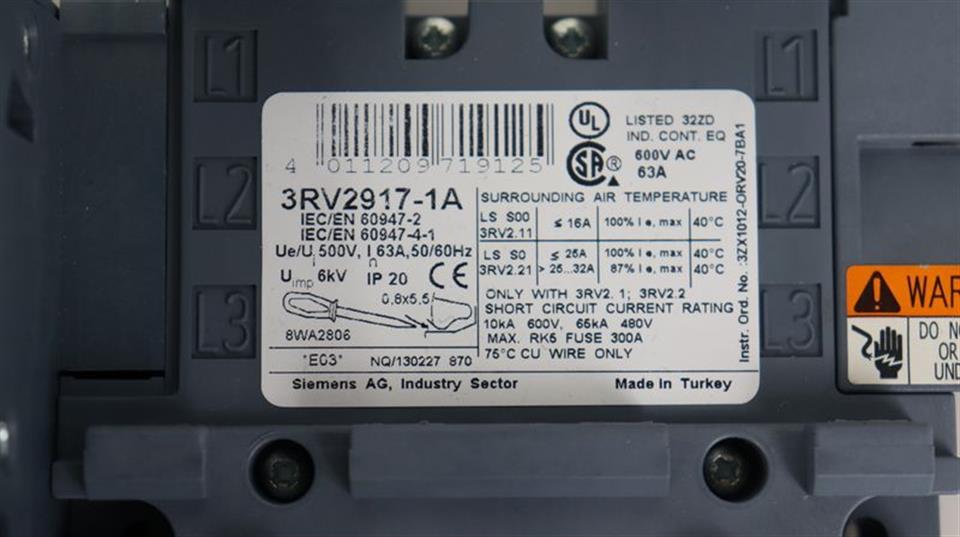 L1
L2
L3
4 011209 719125
3RV2917-1A
IEC/EN 60947-2
IEC/EN 60947-4-1
Ue/Ui 500V, In 63A,50/60Hz
Uimp 6kV IP 20 CE
0,8x5,5
8WA2806
*E03* NQ/130227 870
Siemens AG, Industry Sector
UL
LISTED 32ZD
IND. CONT. EQ
SA ®
600V AC
63A
SURROUNDING AIR TEMPERATURE
LS S00 ≤ 16A 100% I e, max 40°C
3RV2.11
LS S0 ≤ 25A 100% I e, max 40°C
3RV2.21 > 25...32A 87% I e, max 40°C
ONLY WITH 3RV2. 1; 3RV2.2
SHORT CIRCUIT CURRENT RATING
10kA 600V, 65kA 480V
MAX. RK5 FUSE 300A
75°C CU WIRE ONLY
Made in Turkey
Instr. Ord. No.:3ZX1012-ORV20-7BA1
L1
L2
L3
WAR
DO NO
OR
UND